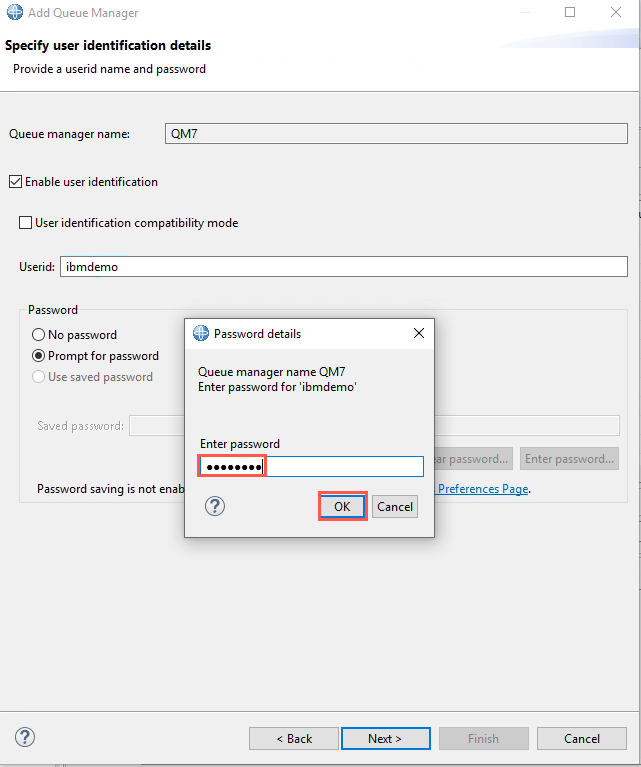 Add Queue Manager
Specify user identification details
Provide a userid name and password
Queue manager name: QM7
Enable user identification
User identification compatibility mode
Userid: ibmdemo
Password
No password
Prompt for password
Use saved password
Saved password:
Password details
Queue manager name QM7
Enter password for 'ibmdemo'
Enter password
●●●●●●●●
OK Cancel
password... Enter password...
Password saving is not Preferences Page.
< Back Next > Finish Cancel